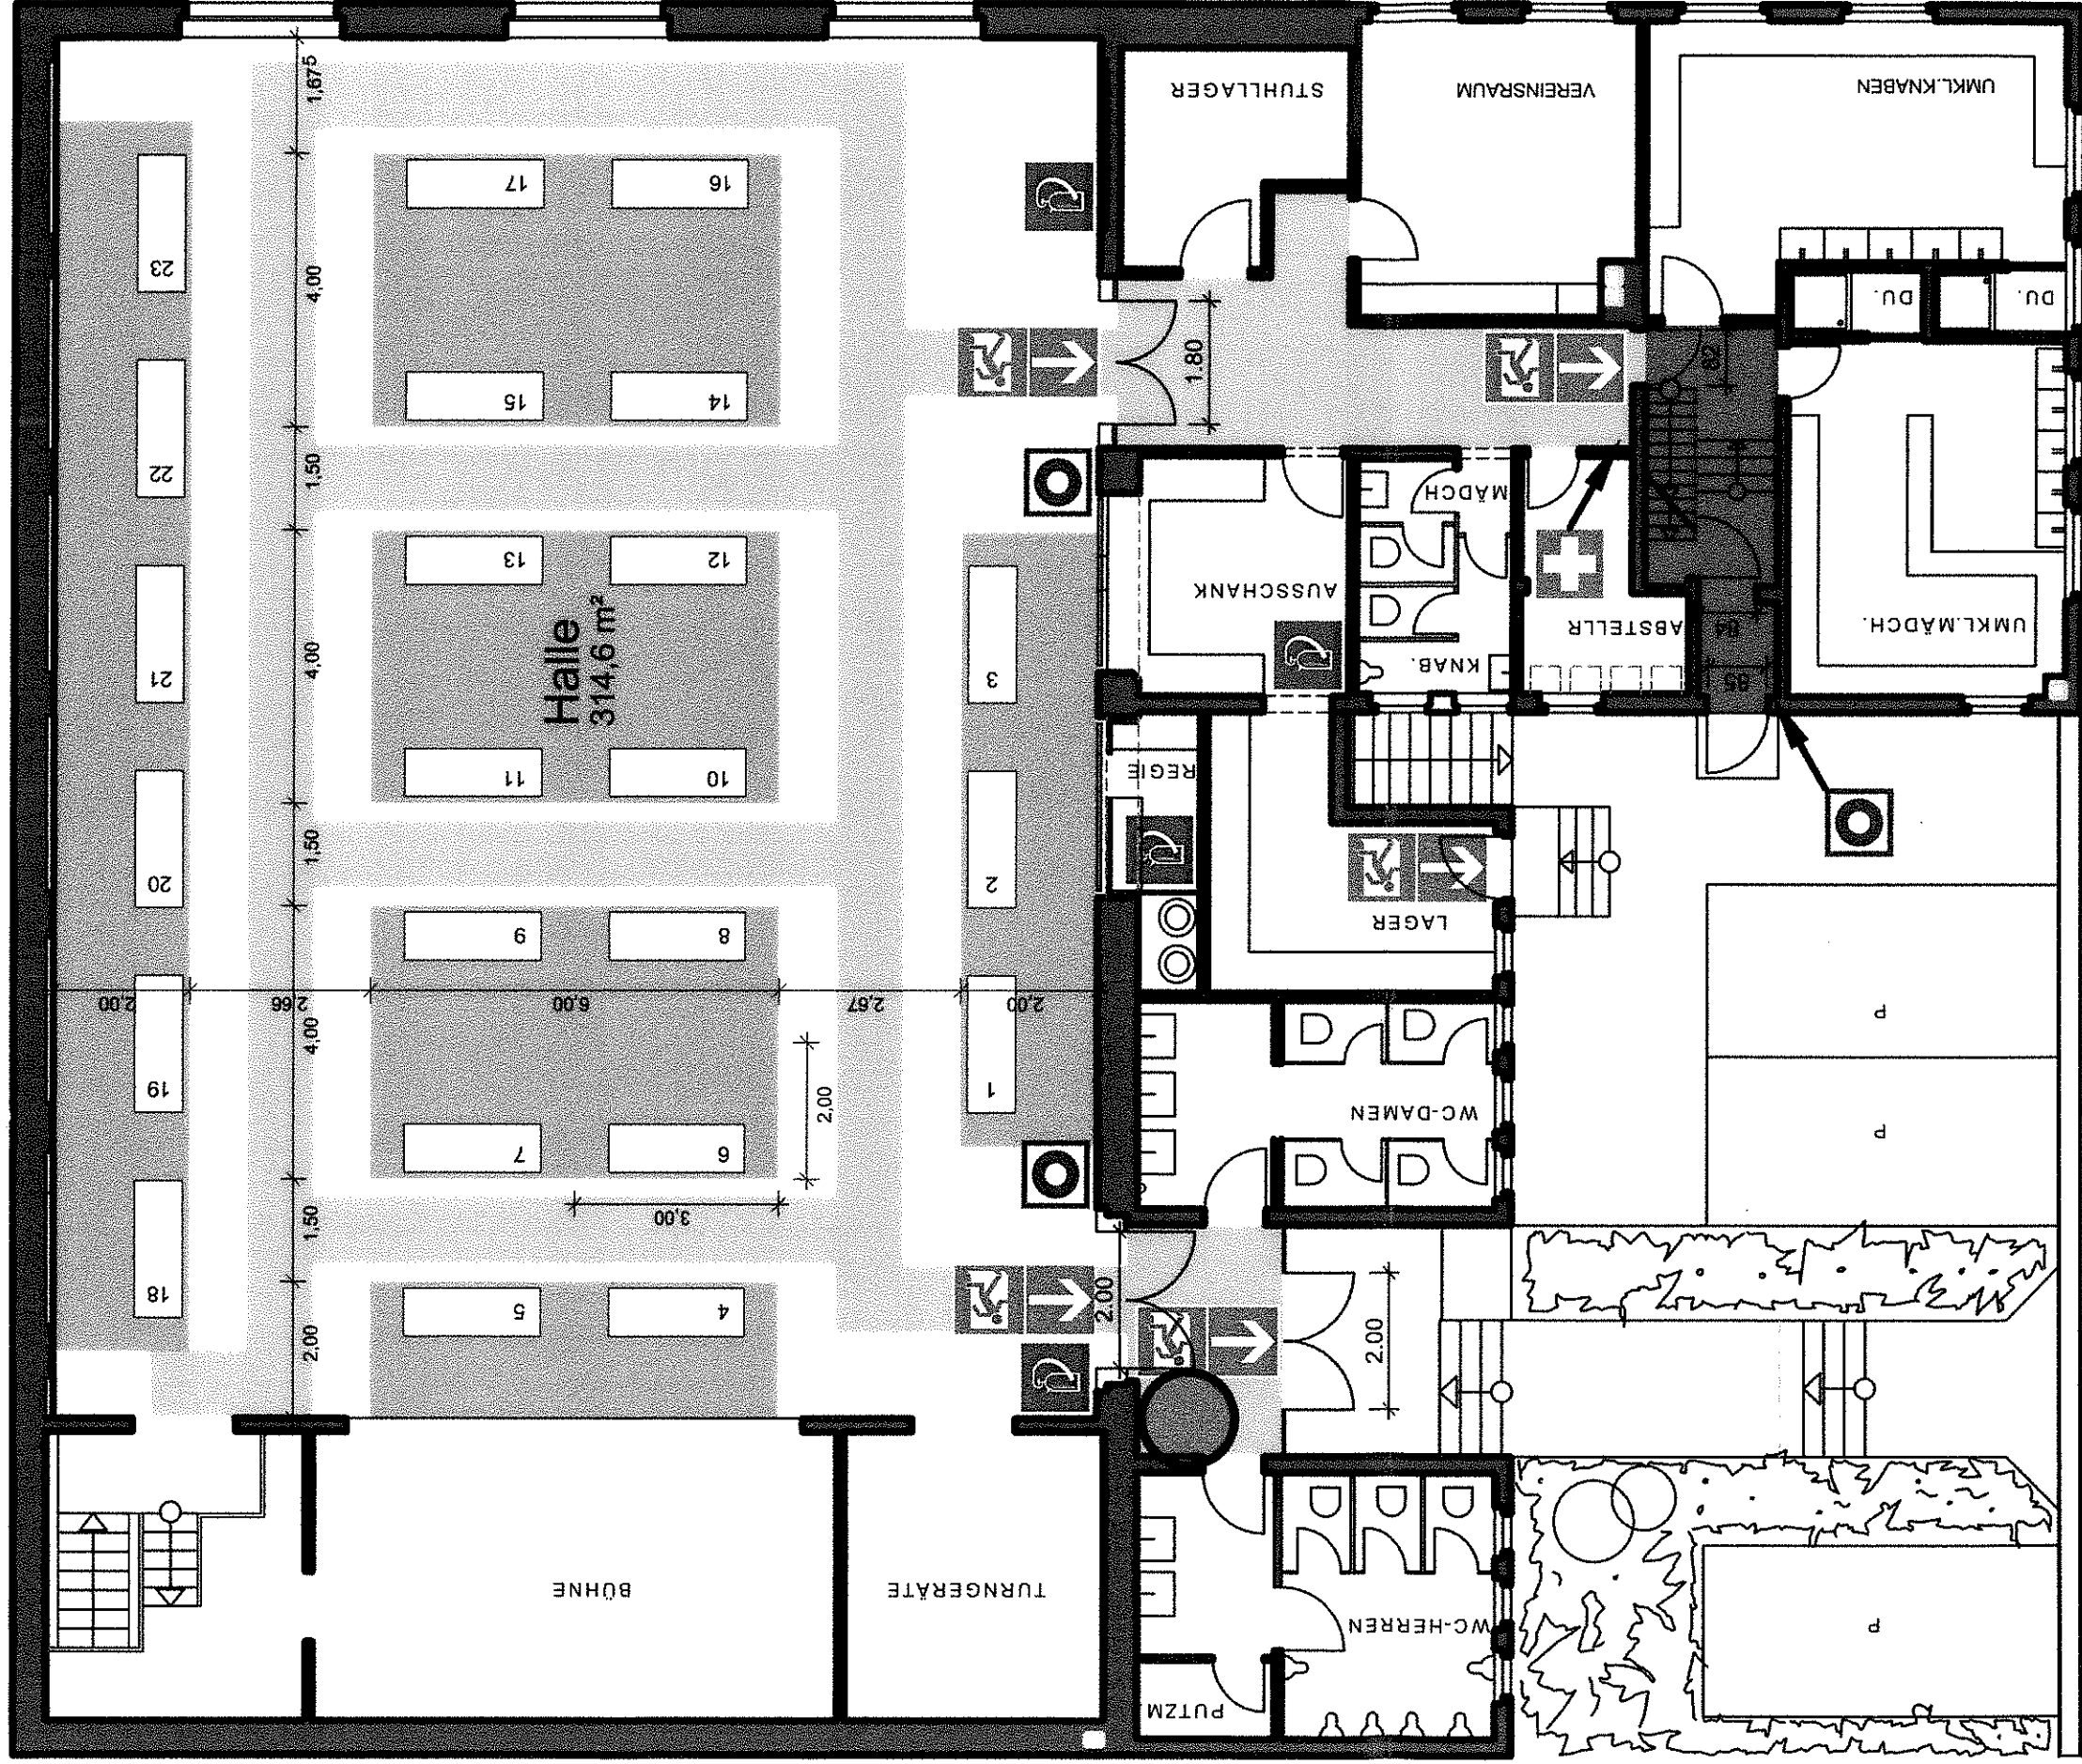 1,675
STUHLLAGER
VEREINSRAUM
UMKL.KNABEN
17
16
23
4,00
DU.
DU.
1.80
82
15
14
22
1,50
MÄDCH
13
12
3
AUSSCHANK
21
4,00
Halle
314,6 m²
ABSTELLR
84
UMKL.MÄDCH.
KNAB.
85
11
10
2
REGIE
20
1,50
LAGER
9
8
2,00
2,66
6,00
2,67
2,00
P
19
4,00
1
2,00
WC-DAMEN
P
7
6
3,00
1,50
18
5
4
2.00
2,00
2.00
BÜHNE
TURNGERÄTE
WC-HERREN
P
PUTZM.